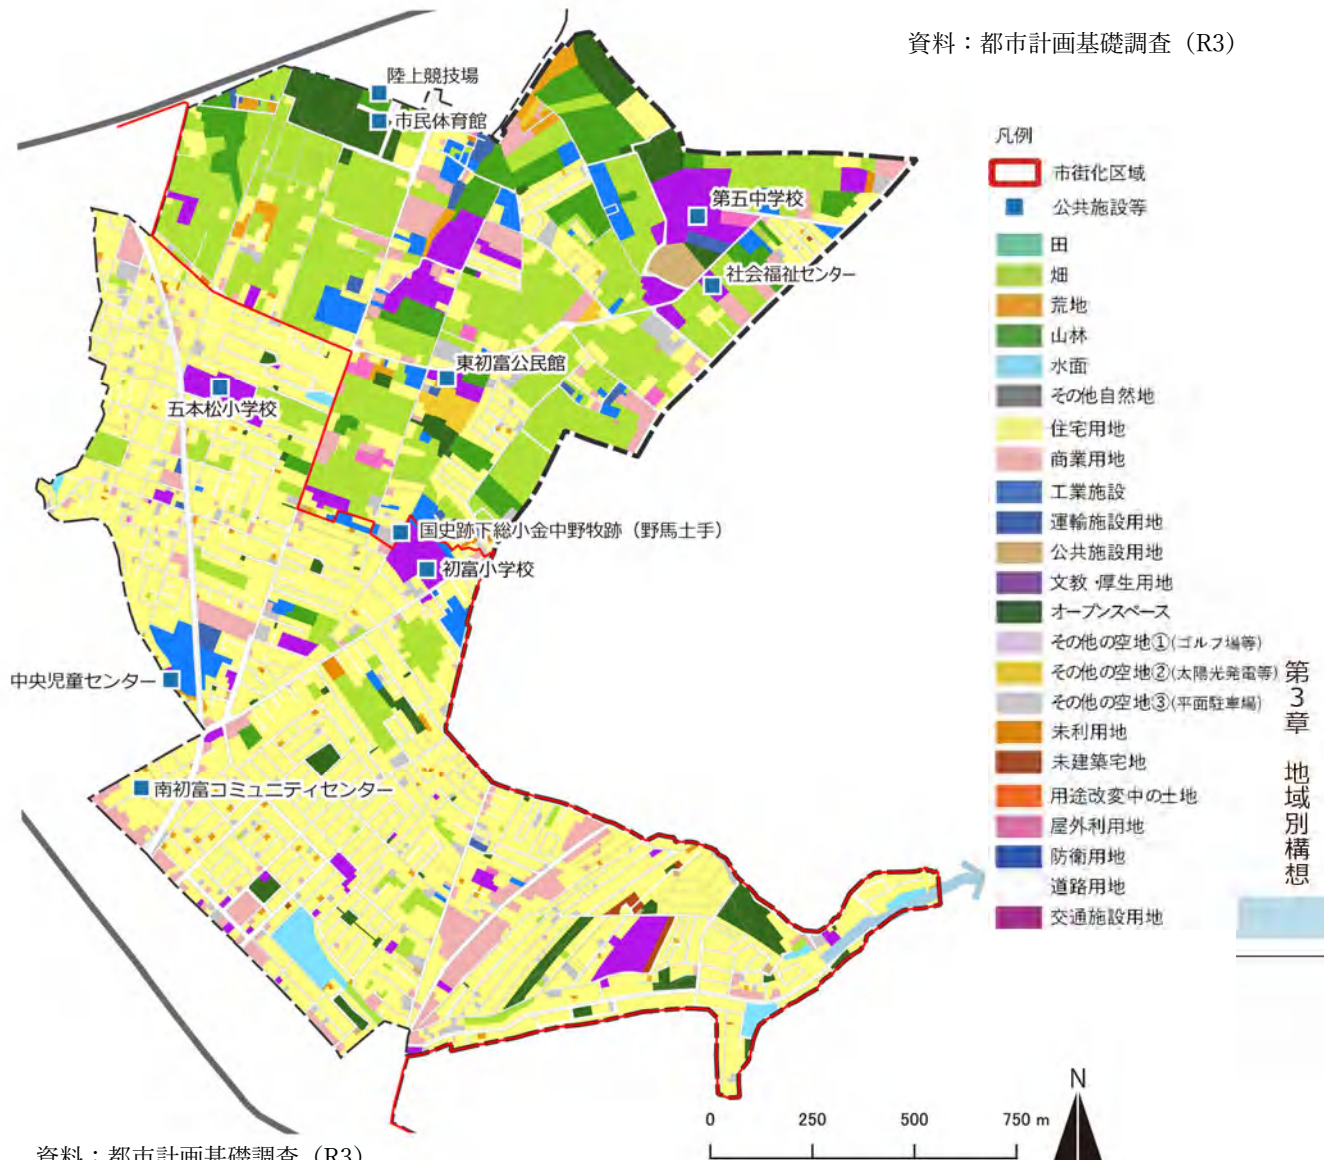 資料：都市計画基礎調査（R3）
陸上競技場
市民体育館
第五中学校
社会福祉センター
東初富公民館
五本松小学校
国史跡下総小金中野牧跡（野馬土手）
初富小学校
中央児童センター
南初富コミュニティセンター
凡例
市街化区域
公共施設等
田
畑
荒地
山林
水面
その他自然地
住宅用地
商業用地
工業施設
運輸施設用地
公共施設用地
文教・厚生用地
オープンスペース
その他の空地①(ゴルフ場等)
その他の空地②(太陽光発電等)
その他の空地③(平面駐車場)
未利用地
未建築宅地
用途改変中の土地
屋外利用地
防衛用地
道路用地
交通施設用地
第3章 地域別構想
N
0 250 500 750 m
資料：都市計画基礎調査（R3）